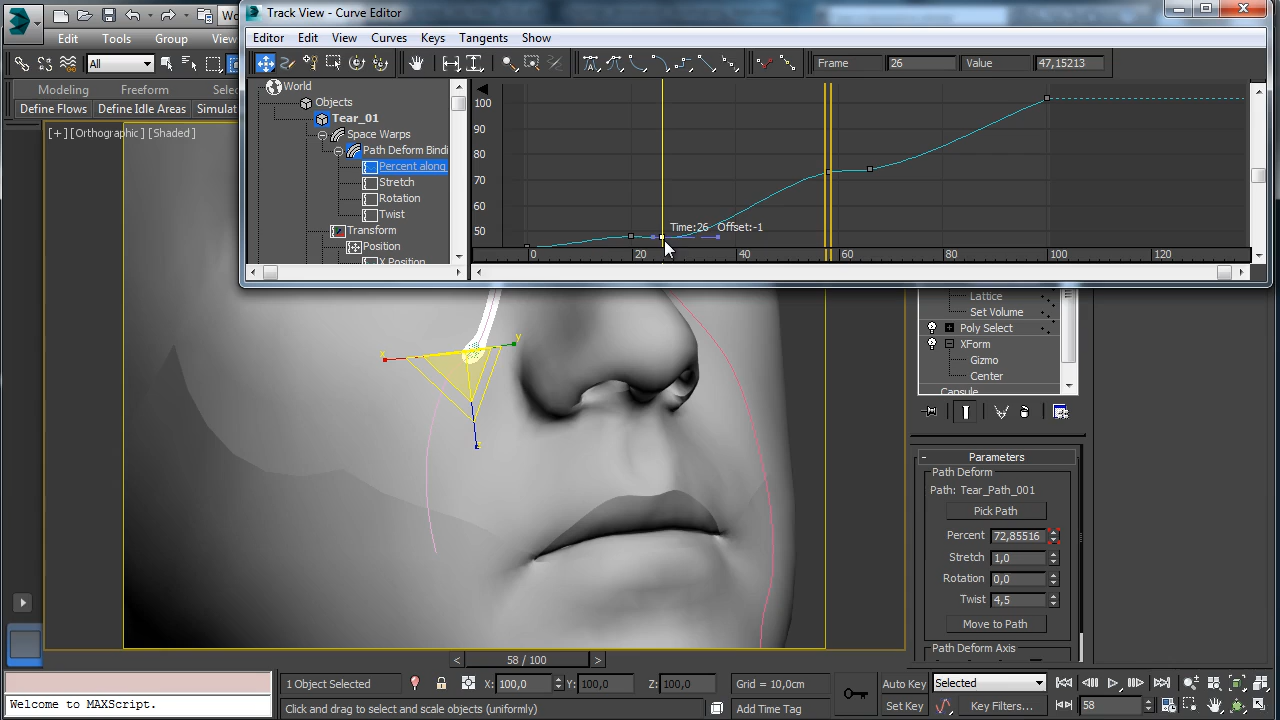 Track View - Curve Editor
Edit Tools Group
Editor Edit View Curves Keys Tangents Show
All
Frame 26 Value 47,15213
Modeling Freeform
Define Flows Define Idle Areas
World
Objects
Tear_01
Space Warps
Path Deform Bindi
Percent along
Stretch
Rotation
Twist
Transform
Position
X Position
100
90
80
70
60
50
Time:26 Offset:-1
0 20 40 60 80 100 120
[+] [Orthographic] [Shaded]
x
y
Lattice
Set Volume
Poly Select
XForm
Gizmo
Center
Capsule
- Parameters
Path Deform
Path: Tear_Path_001
Pick Path
Percent 72,85516
Stretch 1,0
Rotation 0,0
Twist 4,5
Move to Path
Path Deform Axis
< 58 / 100 >
1 Object Selected X: 100,0 Y: 100,0 Z: 100,0 Grid = 10,0cm Auto Key Selected
Welcome to MAXScript. Click and drag to select and scale objects (uniformly) Add Time Tag Set Key Key Filters... 58